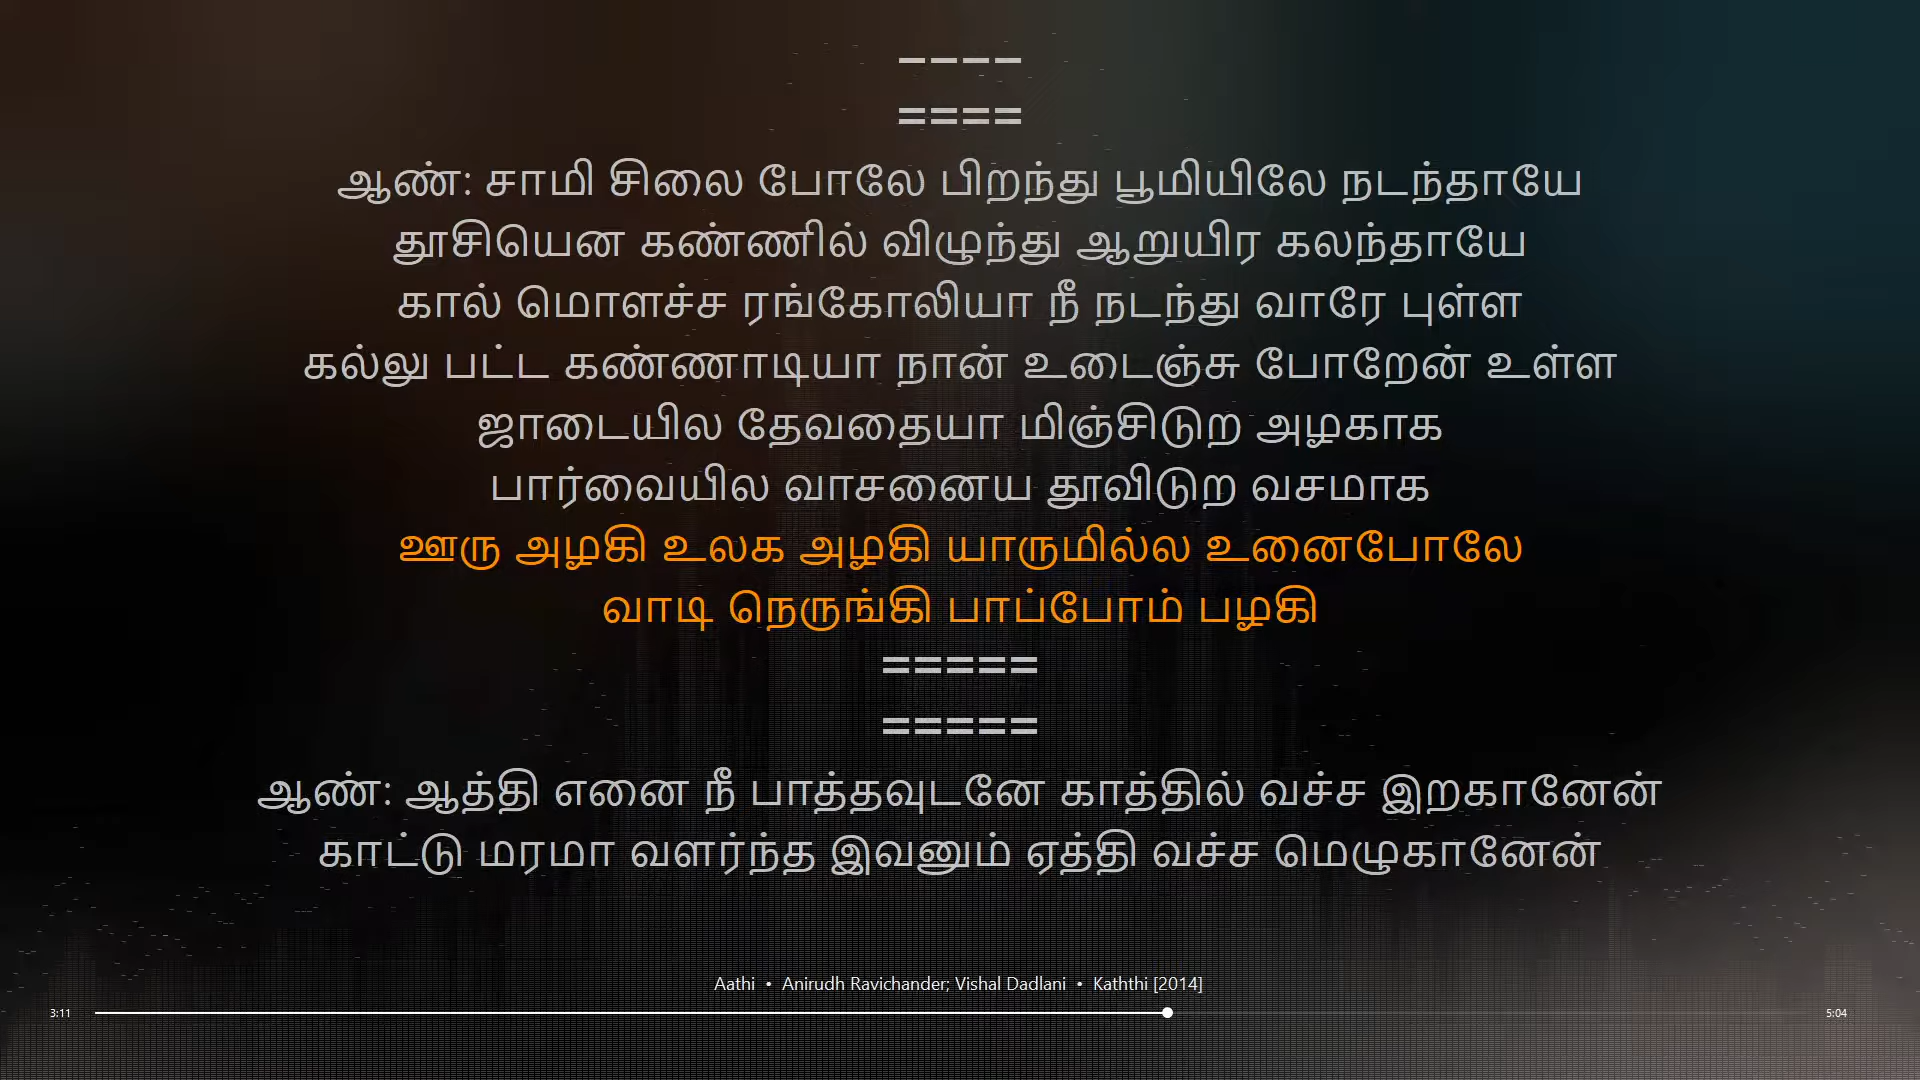 ----
====
ஆண்: சாமி சிலை போலே பிறந்து பூமியிலே நடந்தாயே
தூசியென கண்ணில் விழுந்து ஆறுயிர கலந்தாயே
கால் மொளச்ச ரங்கோலியா நீ நடந்து வாரே புள்ள
கல்லு பட்ட கண்ணாடியா நான் உடைஞ்சு போறேன் உள்ள
ஜாடையில தேவதையா மிஞ்சிடுற அழகாக
பார்வையில வாசனைய தூவிடுற வசமாக
ஊரு அழகி உலக அழகி யாருமில்ல உனைபோலே
வாடி நெருங்கி பாப்போம் பழகி
=====
=====
ஆண்: ஆத்தி எனை நீ பாத்தவுடனே காத்தில் வச்ச இறகானேன்
காட்டு மரமா வளர்ந்த இவனும் ஏத்தி வச்ச மெழுகானேன்
Aathi • Anirudh Ravichander; Vishal Dadlani • Kaththi [2014]
3:11 5:04